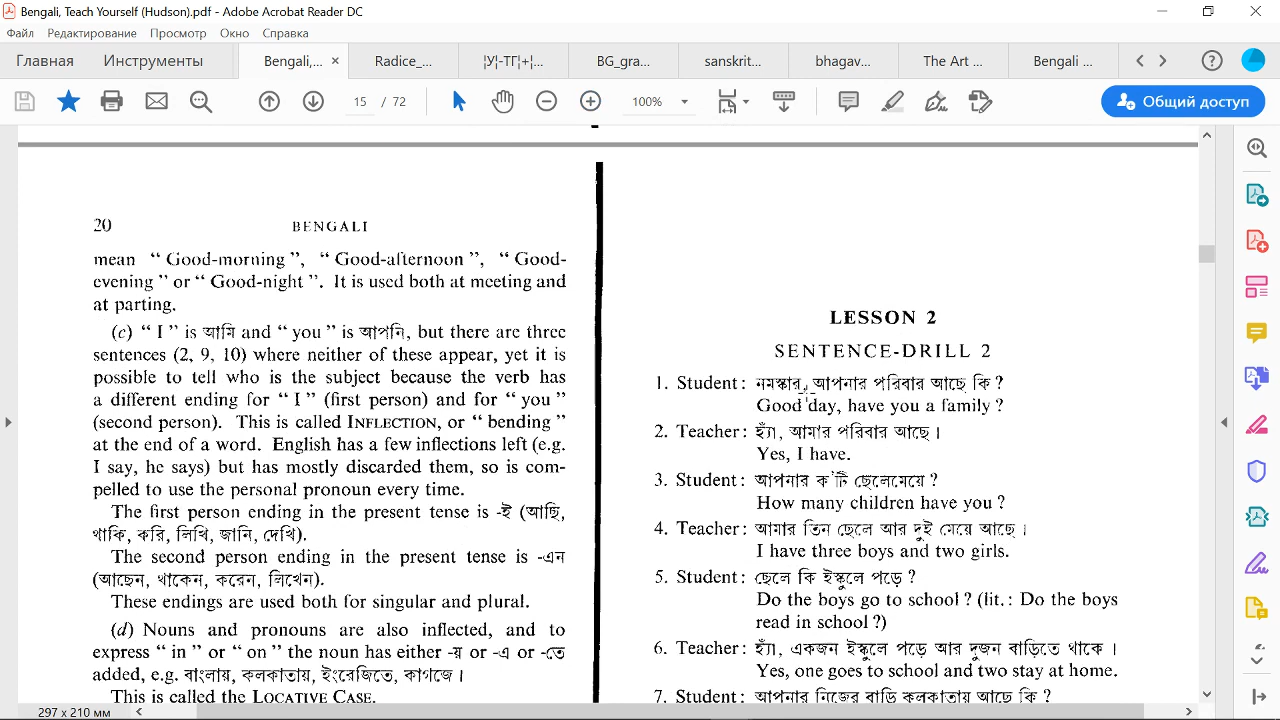 Bengali, Teach Yourself (Hudson).pdf - Adobe Acrobat Reader DC
Файл Редактирование Просмотр Окно Справка
Главная Инструменты Bengali,... × Radice_... ¦У¦-ТГ¦+¦... BG_gra... sanskrit... bhagav... The Art ... Bengali ...
15 / 72 100% Общий доступ
20 BENGALI
mean “ Good-morning ”, “ Good-afternoon ”, “ Good-
evening ” or “ Good-night ”. It is used both at meeting and
at parting.
(c) “ I ” is আমি and “ you ” is আপনি, but there are three
sentences (2, 9, 10) where neither of these appear, yet it is
possible to tell who is the subject because the verb has
a different ending for “ I ” (first person) and for “ you ”
(second person). This is called INFLECTION, or “ bending ”
at the end of a word. English has a few inflections left (e.g.
I say, he says) but has mostly discarded them, so is com-
pelled to use the personal pronoun every time.
The first person ending in the present tense is -ই (আছি,
থাকি, করি, লিখি, জানি, দেখি).
The second person ending in the present tense is -এন
(আছেন, থাকেন, করেন, লিখেন).
These endings are used both for singular and plural.
(d) Nouns and pronouns are also inflected, and to
express “ in ” or “ on ” the noun has either -য় or -এ or -তে
added, e.g. বাংলায়, কলকাতায়, ইংরেজিতে, কাগজে।
This is called the LOCATIVE CASE.
LESSON 2
SENTENCE-DRILL 2
1. Student: নমস্কার, আপনার পরিবার আছে কি ?
Good day, have you a family ?
2. Teacher: হ্যাঁ, আমার পরিবার আছে।
Yes, I have.
3. Student: আপনার ক'টি ছেলেমেয়ে ?
How many children have you ?
4. Teacher: আমার তিন ছেলে আর দুই মেয়ে আছে।
I have three boys and two girls.
5. Student: ছেলে কি ইস্কুলে পড়ে ?
Do the boys go to school ? (lit.: Do the boys
read in school ?)
6. Teacher: হ্যাঁ, একজন ইস্কুলে পড়ে আর দুজন বাড়িতে থাকে।
Yes, one goes to school and two stay at home.
7. Student: আপনার নিজের বাড়ি কলকাতায় আছে কি ?
297 x 210 мм